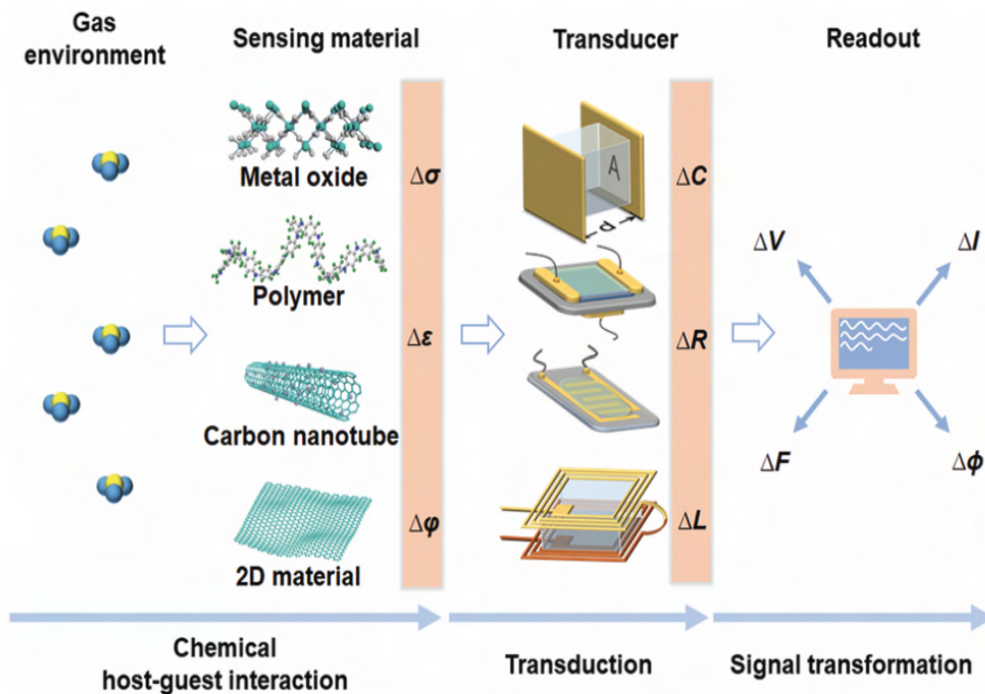 Gas
environment
Sensing material
Transducer
Readout
Metal oxide
Polymer
Carbon nanotube
2D material
Δσ
Δε
Δφ
A
d
ΔC
ΔR
ΔL
ΔV
ΔI
ΔF
Δϕ
Chemical
host-guest interaction
Transduction
Signal transformation